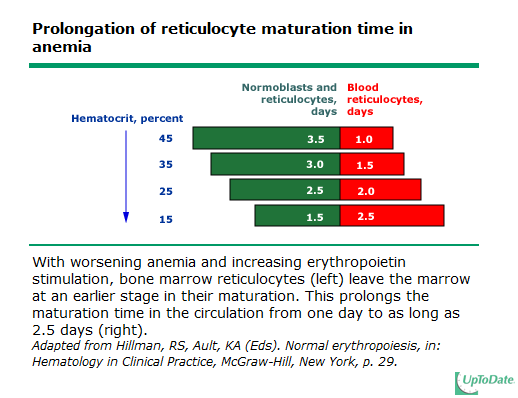 Prolongation of reticulocyte maturation time in
anemia
Normoblasts and Blood
reticulocytes, reticulocytes,
days days
Hematocrit, percent
45 3.5 1.0
35 3.0 1.5
25 2.5 2.0
15 1.5 2.5
With worsening anemia and increasing erythropoietin
stimulation, bone marrow reticulocytes (left) leave the marrow
at an earlier stage in their maturation. This prolongs the
maturation time in the circulation from one day to as long as
2.5 days (right).
Adapted from Hillman, RS, Ault, KA (Eds). Normal erythropoiesis, in:
Hematology in Clinical Practice, McGraw-Hill, New York, p. 29.
UpToDate